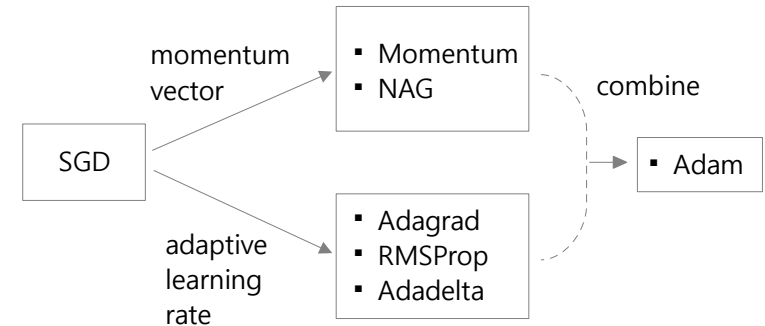 SGD
momentum
vector
▪ Momentum
▪ NAG
adaptive
learning
rate
▪ Adagrad
▪ RMSProp
▪ Adadelta
combine
▪ Adam